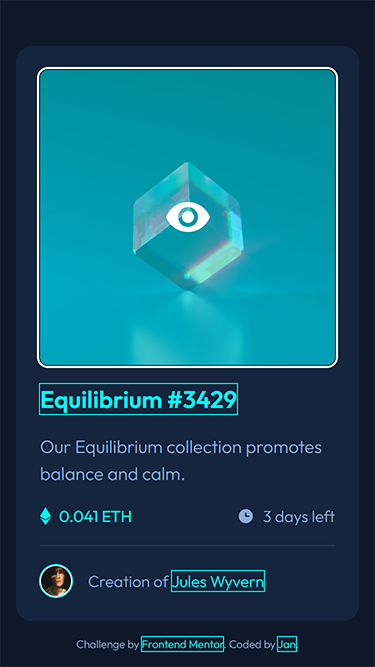 Equilibrium #3429
Our Equilibrium collection promotes
balance and calm.
0.041 ETH
3 days left
Creation of Jules Wyvern
Challenge by Frontend Mentor. Coded by Jan.